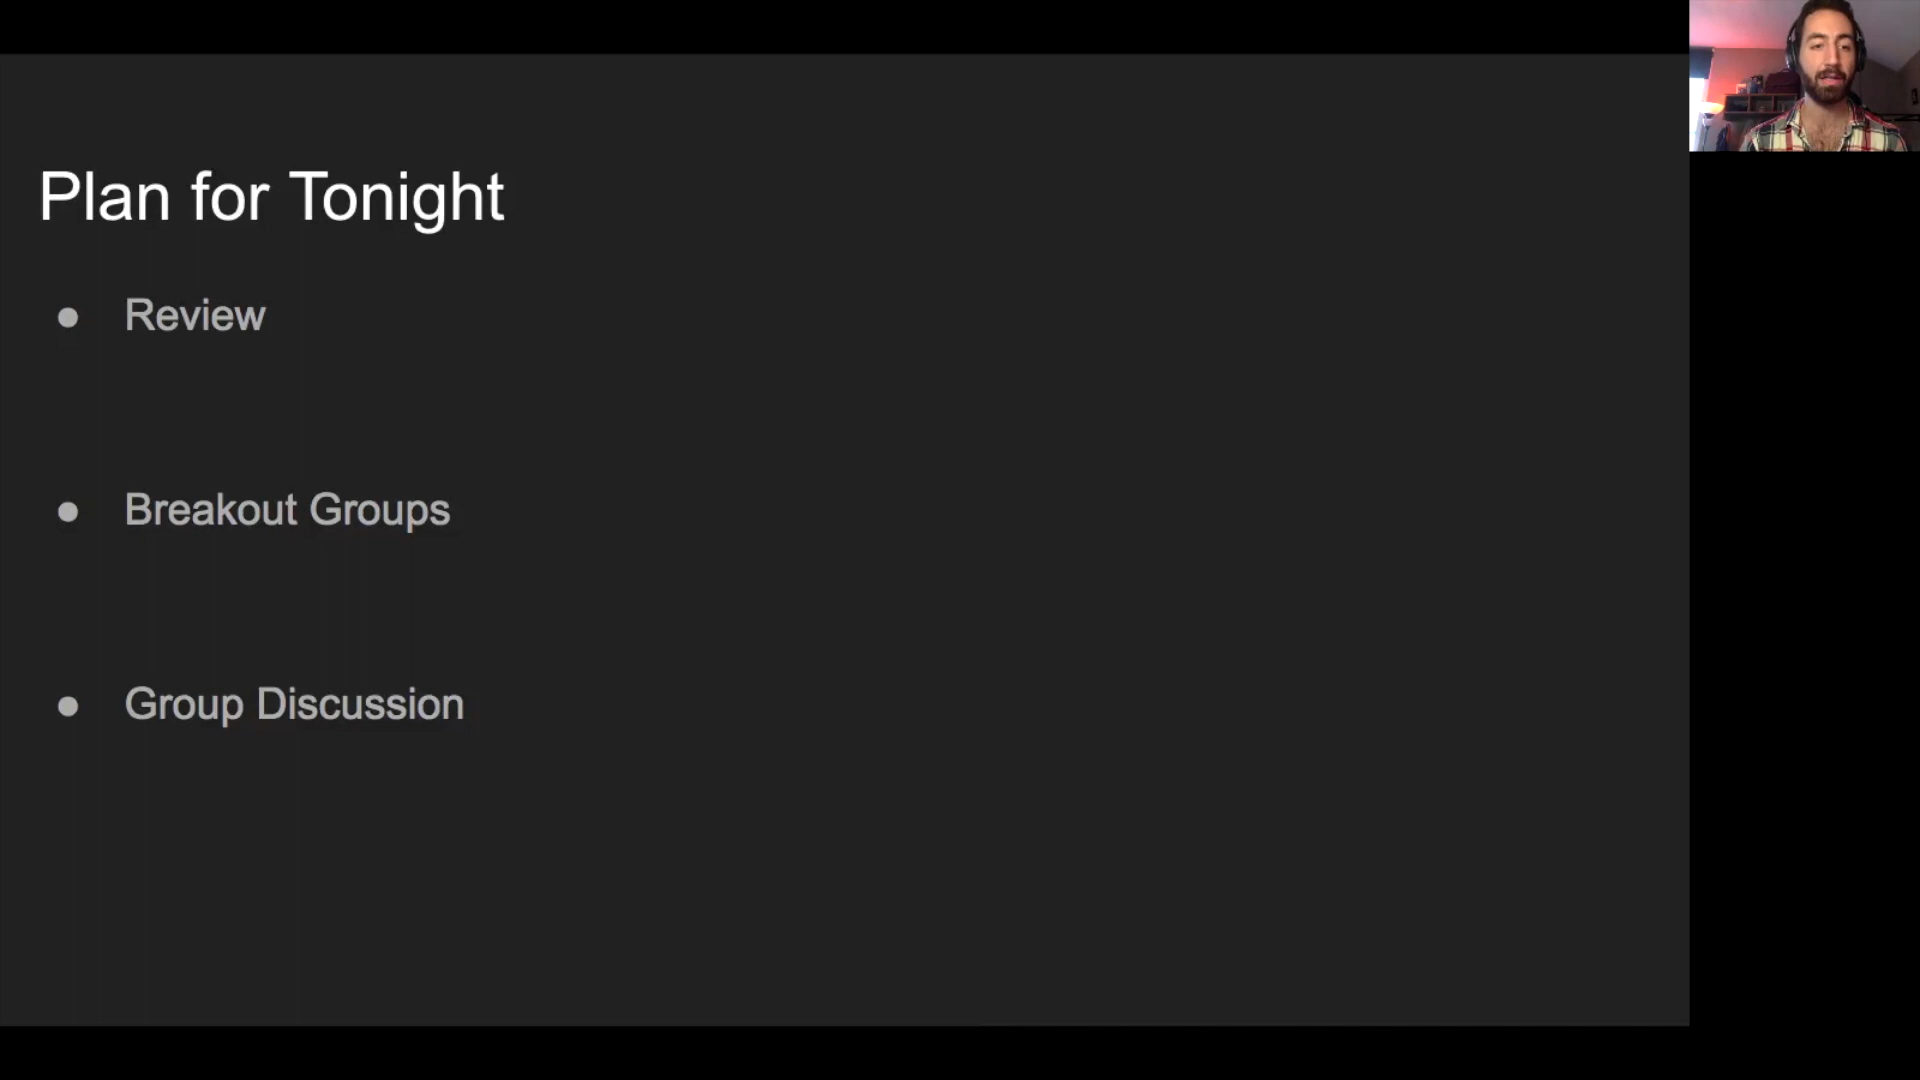 Plan for Tonight
● Review
● Breakout Groups
● Group Discussion